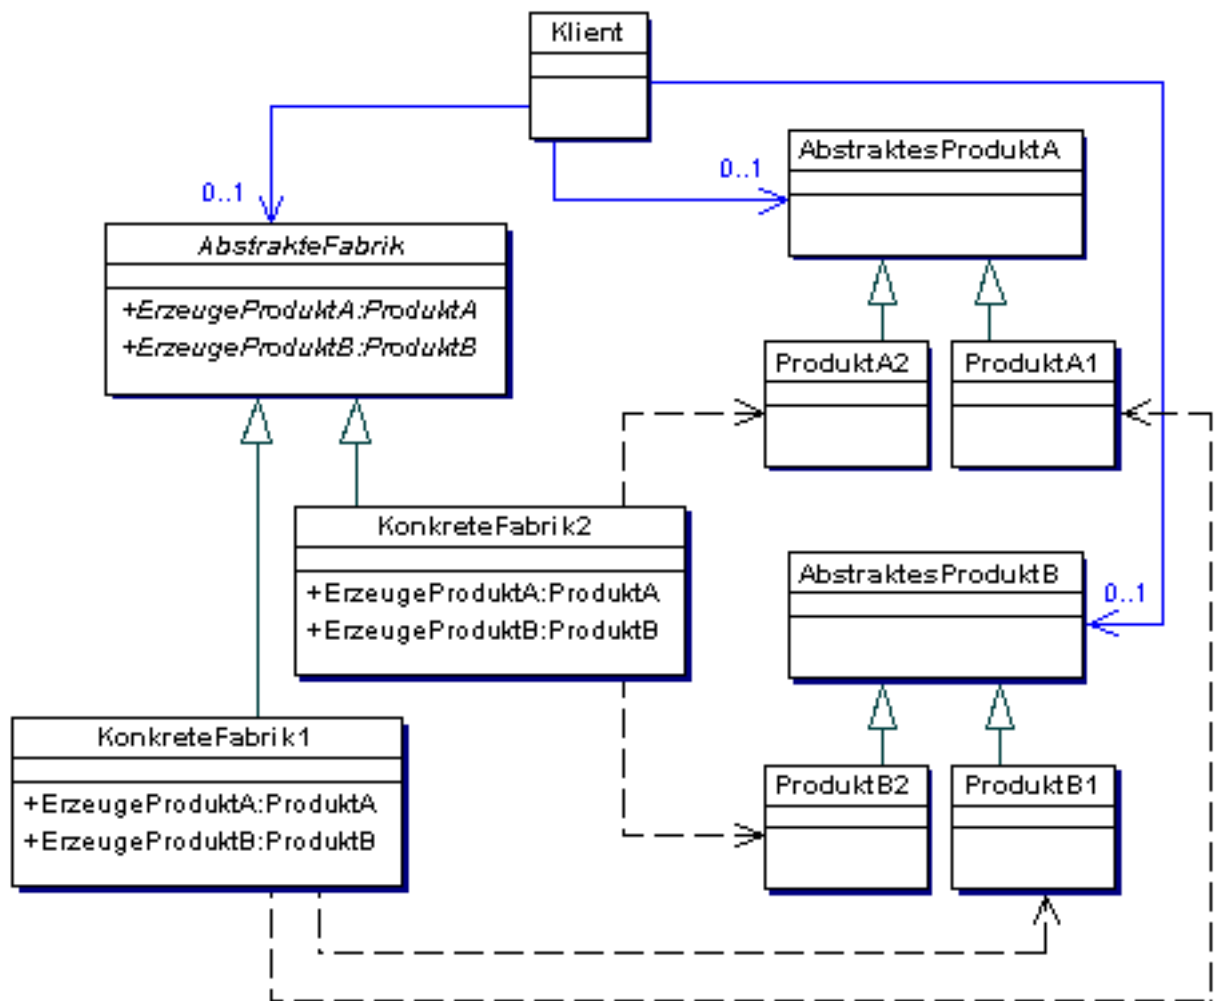 Klient
AbstraktesProduktA
0..1
0..1
AbstrakteFabrik
+ErzeugeProduktA:ProduktA
+ErzeugeProduktB:ProduktB
ProduktA2
ProduktA1
KonkreteFabrik2
+ErzeugeProduktA:ProduktA
+ErzeugeProduktB:ProduktB
AbstraktesProduktB
0..1
KonkreteFabrik1
+ErzeugeProduktA:ProduktA
+ErzeugeProduktB:ProduktB
ProduktB2
ProduktB1